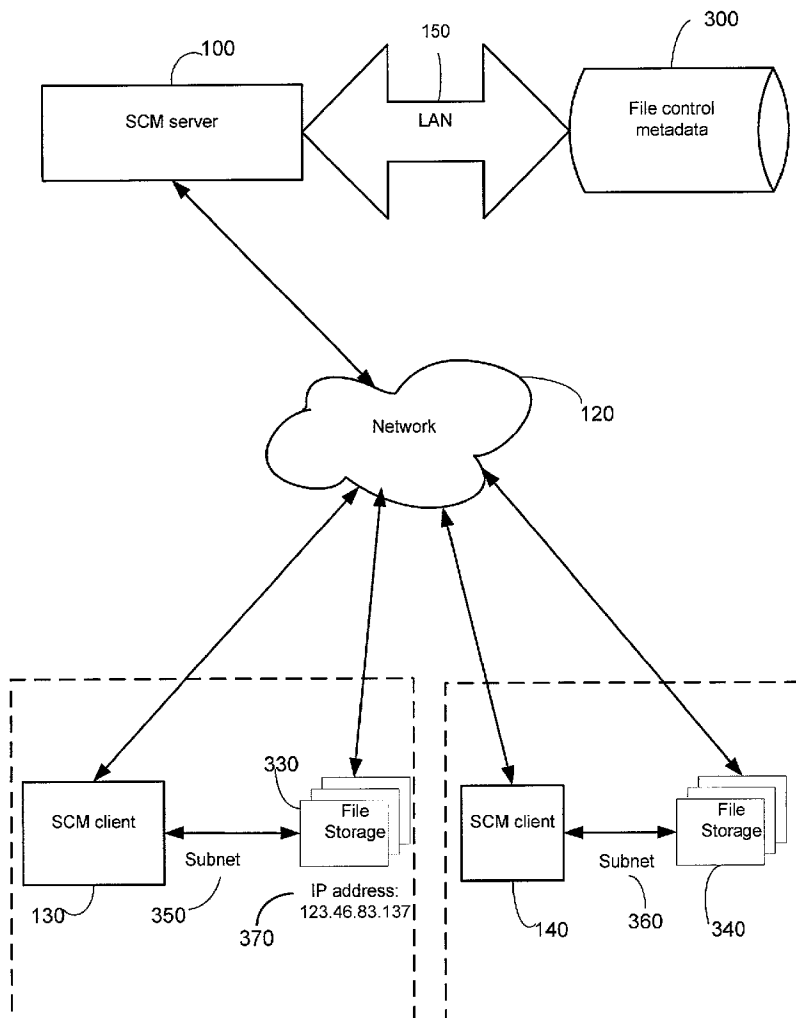 100
150
300
SCM server
LAN
File control
metadata
Network
120
330
SCM client
File
Storage
Subnet
130
350
370
IP address:
123.46.83.137
SCM client
File
Storage
Subnet
140
360
340